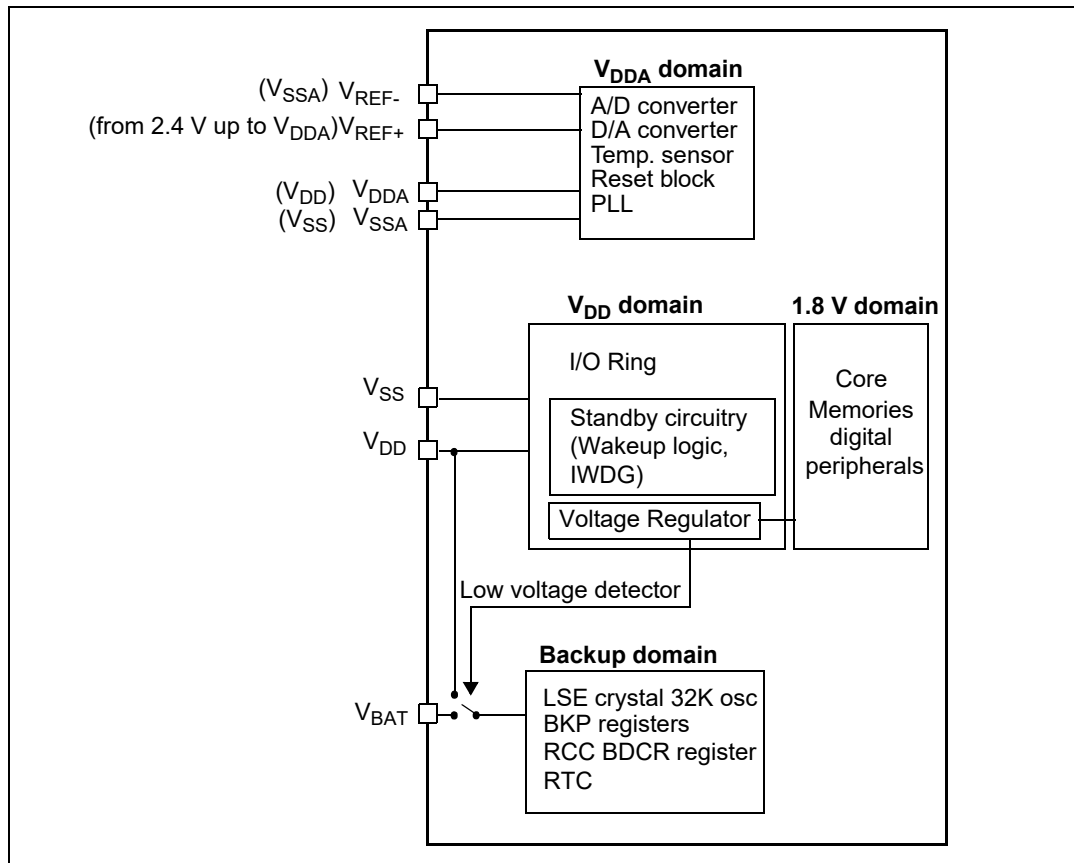 V_DDA domain
(V_SSA) V_REF-
(from 2.4 V up to V_DDA)V_REF+
(V_DD) V_DDA
(V_SS) V_SSA
A/D converter
D/A converter
Temp. sensor
Reset block
PLL
V_DD domain
1.8 V domain
V_SS
V_DD
I/O Ring
Standby circuitry
(Wakeup logic,
IWDG)
Voltage Regulator
Core
Memories
digital
peripherals
Low voltage detector
Backup domain
V_BAT
LSE crystal 32K osc
BKP registers
RCC BDCR register
RTC